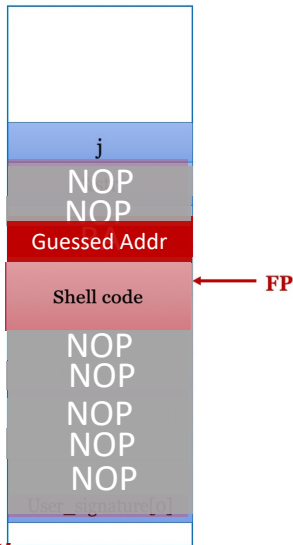 j
NOP
NOP
Guessed Addr
Shell code
FP
NOP
NOP
NOP
NOP
NOP
User_signature[0]